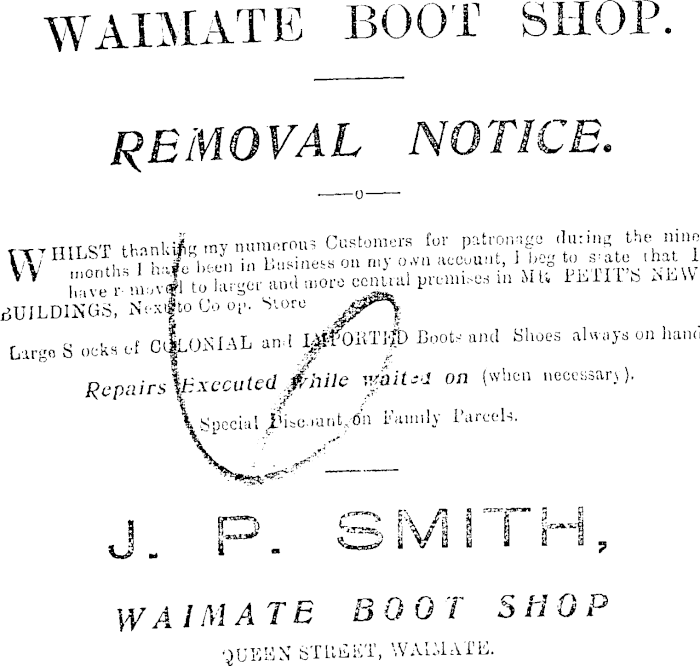 WAIMATE BOOT SHOP.
REMOVAL NOTICE.
—o—
WHILST thanking my numerous Customers for patronage during the nine
months I have been in Business on my own account, I beg to state that I
have removed to larger and more central premises in Mr. PETIT'S NEW
BUILDINGS, Next to Co op. Store
Large Stocks of COLONIAL and IMPORTED Boots and Shoes always on hand
Repairs Executed while waited on (when necessary).
Special Discount on Family Parcels.
J. P. SMITH,
WAIMATE BOOT SHOP
QUEEN STREET, WAIMATE.